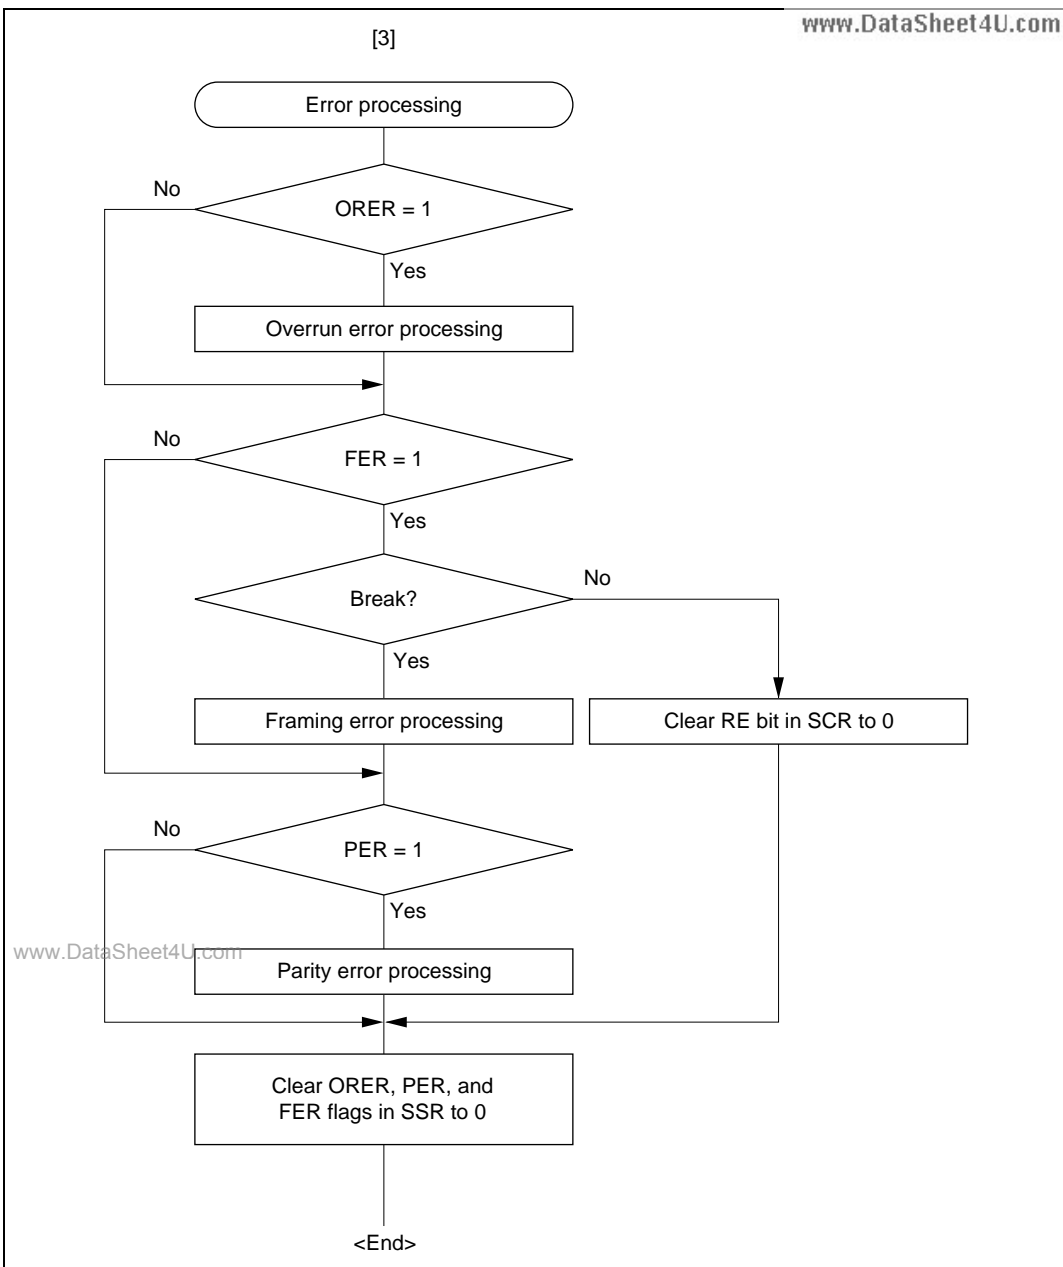 www.DataSheet4U.com
[3]
Error processing
No
ORER = 1
Yes
Overrun error processing
No
FER = 1
Yes
Break?
No
Yes
Framing error processing
Clear RE bit in SCR to 0
No
PER = 1
Yes
www.DataSheet4U.com
Parity error processing
Clear ORER, PER, and
FER flags in SSR to 0
<End>